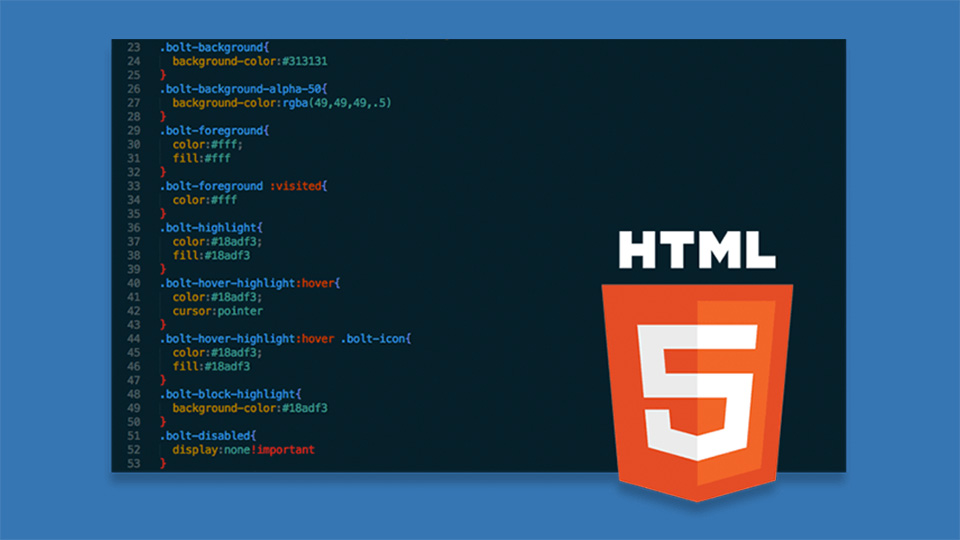 23 .bolt-background{
24 background-color:#313131
25 }
26 .bolt-background-alpha-50{
27 background-color:rgba(49,49,49,.5)
28 }
29 .bolt-foreground{
30 color:#fff;
31 fill:#fff
32 }
33 .bolt-foreground :visited{
34 color:#fff
35 }
36 .bolt-highlight{
37 color:#18adf3;
38 fill:#18adf3
39 }
40 .bolt-hover-highlight:hover{
41 color:#18adf3;
42 cursor:pointer
43 }
44 .bolt-hover-highlight:hover .bolt-icon{
45 color:#18adf3;
46 fill:#18adf3
47 }
48 .bolt-block-highlight{
49 background-color:#18adf3
50 }
51 .bolt-disabled{
52 display:none!important
53 }
HTML
5